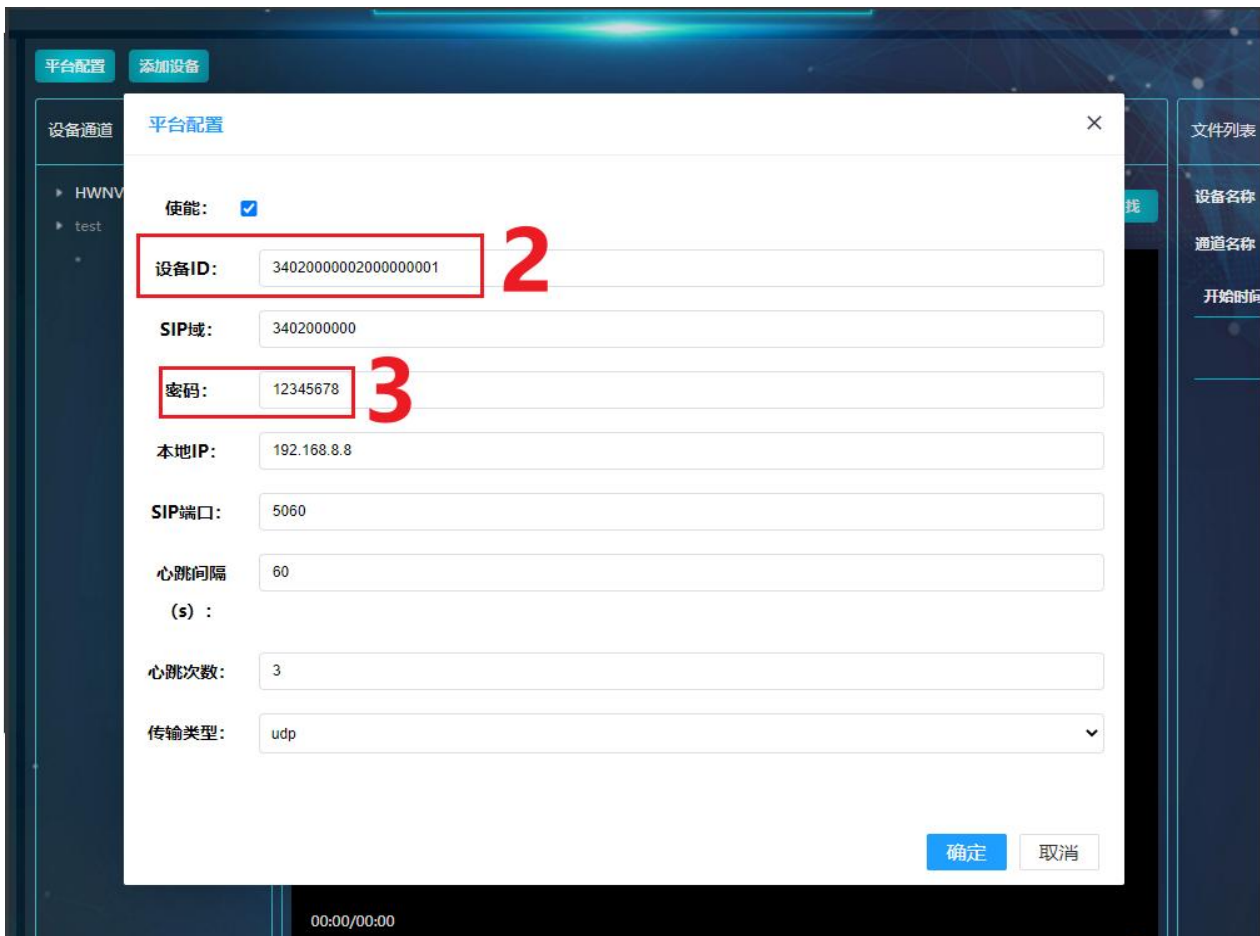 平台配置
添加设备
设备通道
平台配置
文件列表
HWNV
使能：
找
设备名称
test
2
通道名称
设备ID：
34020000002000000001
开始时间
SIP域：
3402000000
3
密码：
12345678
本地IP：
192.168.8.8
SIP端口：
5060
心跳间隔
（s）：
60
心跳次数：
3
传输类型：
udp
确定
取消
00:00/00:00